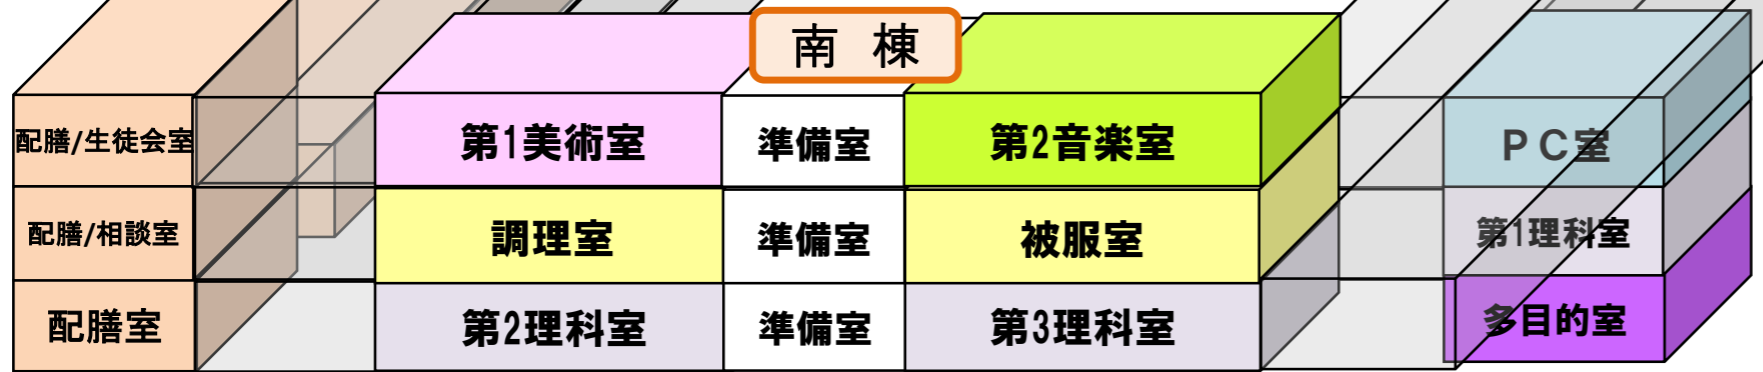 南 棟
配膳/生徒会室
第1美術室
準備室
第2音楽室
PC室
配膳/相談室
調理室
準備室
被服室
第1理科室
配膳室
第2理科室
準備室
第3理科室
多目的室